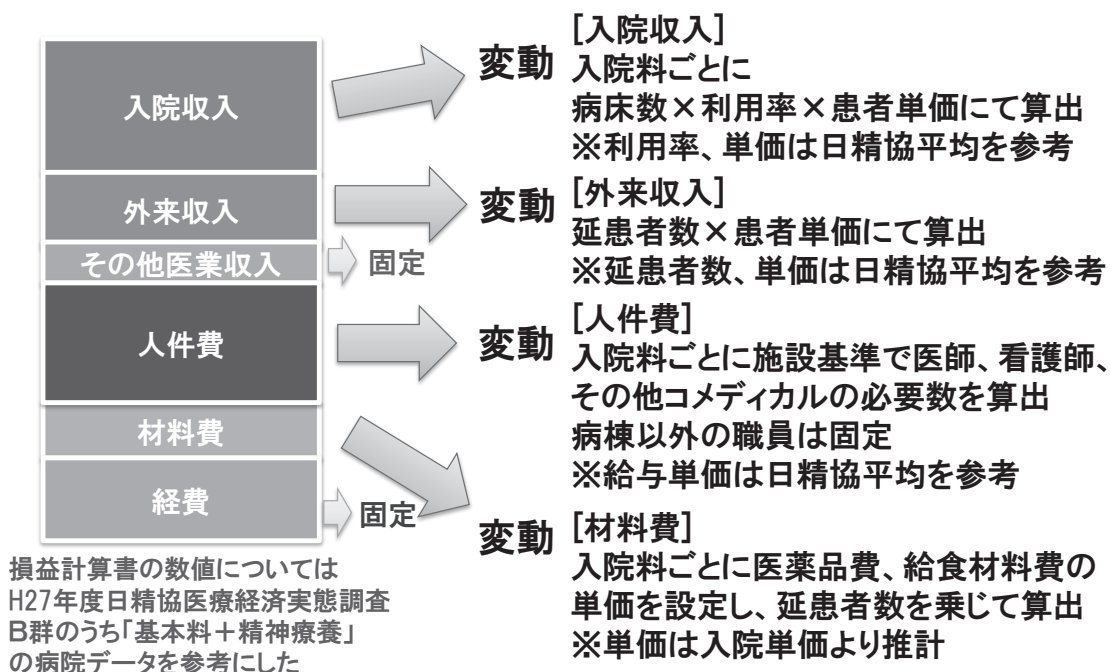 入院収入
外来収入
その他医業収入
人件費
材料費
経費
損益計算書の数値については
H27年度日精協医療経済実態調査
B群のうち「基本料＋精神療養」
の病院データを参考にした
変動
[入院収入]
入院料ごとに
病床数×利用率×患者単価にて算出
※利用率、単価は日精協平均を参考
変動
[外来収入]
延患者数×患者単価にて算出
※延患者数、単価は日精協平均を参考
固定
変動
[人件費]
入院料ごとに施設基準で医師、看護師、
その他コメディカルの必要数を算出
病棟以外の職員は固定
※給与単価は日精協平均を参考
固定
変動
[材料費]
入院料ごとに医薬品費、給食材料費の
単価を設定し、延患者数を乗じて算出
※単価は入院単価より推計